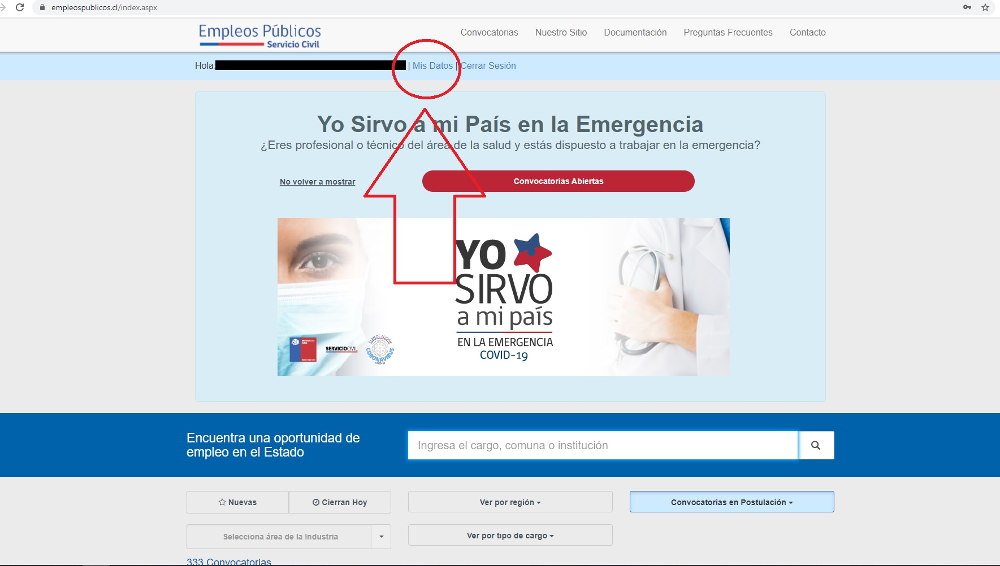 empleospublicos.cl/index.aspx
Empleos Públicos
Servicio Civil
Convocatorias Nuestro Sitio Documentación Preguntas Frecuentes Contacto
Hola: | Mis Datos | Cerrar Sesión
Yo Sirvo a mi País en la Emergencia
¿Eres profesional o técnico del área de la salud y estás dispuesto a trabajar en la emergencia?
No volver a mostrar
Convocatorias Abiertas
YO
SIRVO
a mi país
EN LA EMERGENCIA
COVID-19
SERVICIOCIVIL
PLAN DE ACCIÓN
CORONAVIRUS
COVID-19
Encuentra una oportunidad de
empleo en el Estado
Ingresa el cargo, comuna o institución
Nuevas
Cierran Hoy
Ver por región
Convocatorias en Postulación
Selecciona área de la Industria
Ver por tipo de cargo
333 Convocatorias